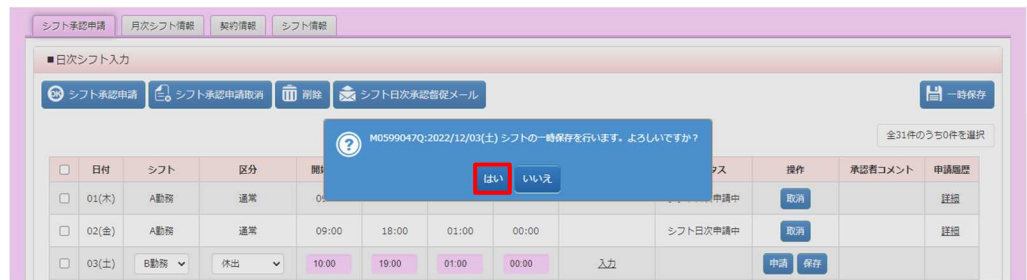 シフト承認申請 月次シフト情報 契約情報 シフト情報
■日次シフト入力
シフト承認申請 シフト承認申請取消 削除 シフト日次承認督促メール 一時保存
全31件のうち0件を選択
M0599047Q:2022/12/03(土) シフトの一時保存を行います。よろしいですか？
はい いいえ
日付 シフト 区分 操作 承認者コメント 申請履歴
01(木) A勤務 通常 取消 詳細
02(金) A勤務 通常 09:00 18:00 01:00 00:00 シフト日次申請中 取消 詳細
03(土) B勤務 休出 10:00 19:00 01:00 00:00 入力 申請 保存